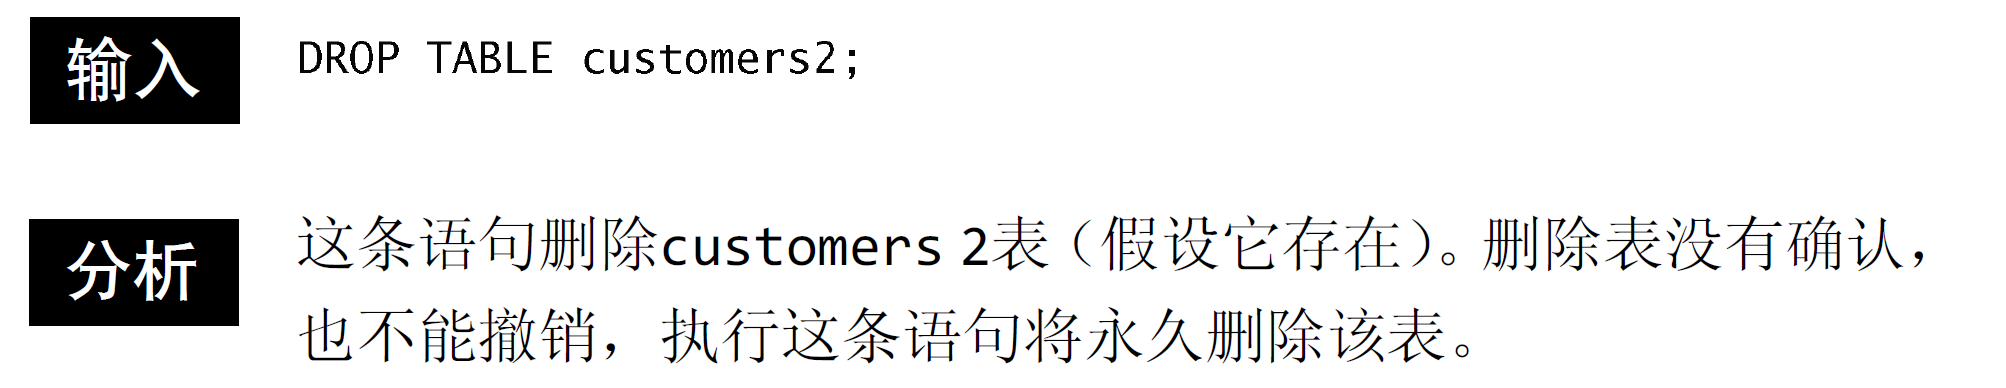 输入
DROP TABLE customers2;
分析
这条语句删除customers 2表（假设它存在）。删除表没有确认，
也不能撤销，执行这条语句将永久删除该表。